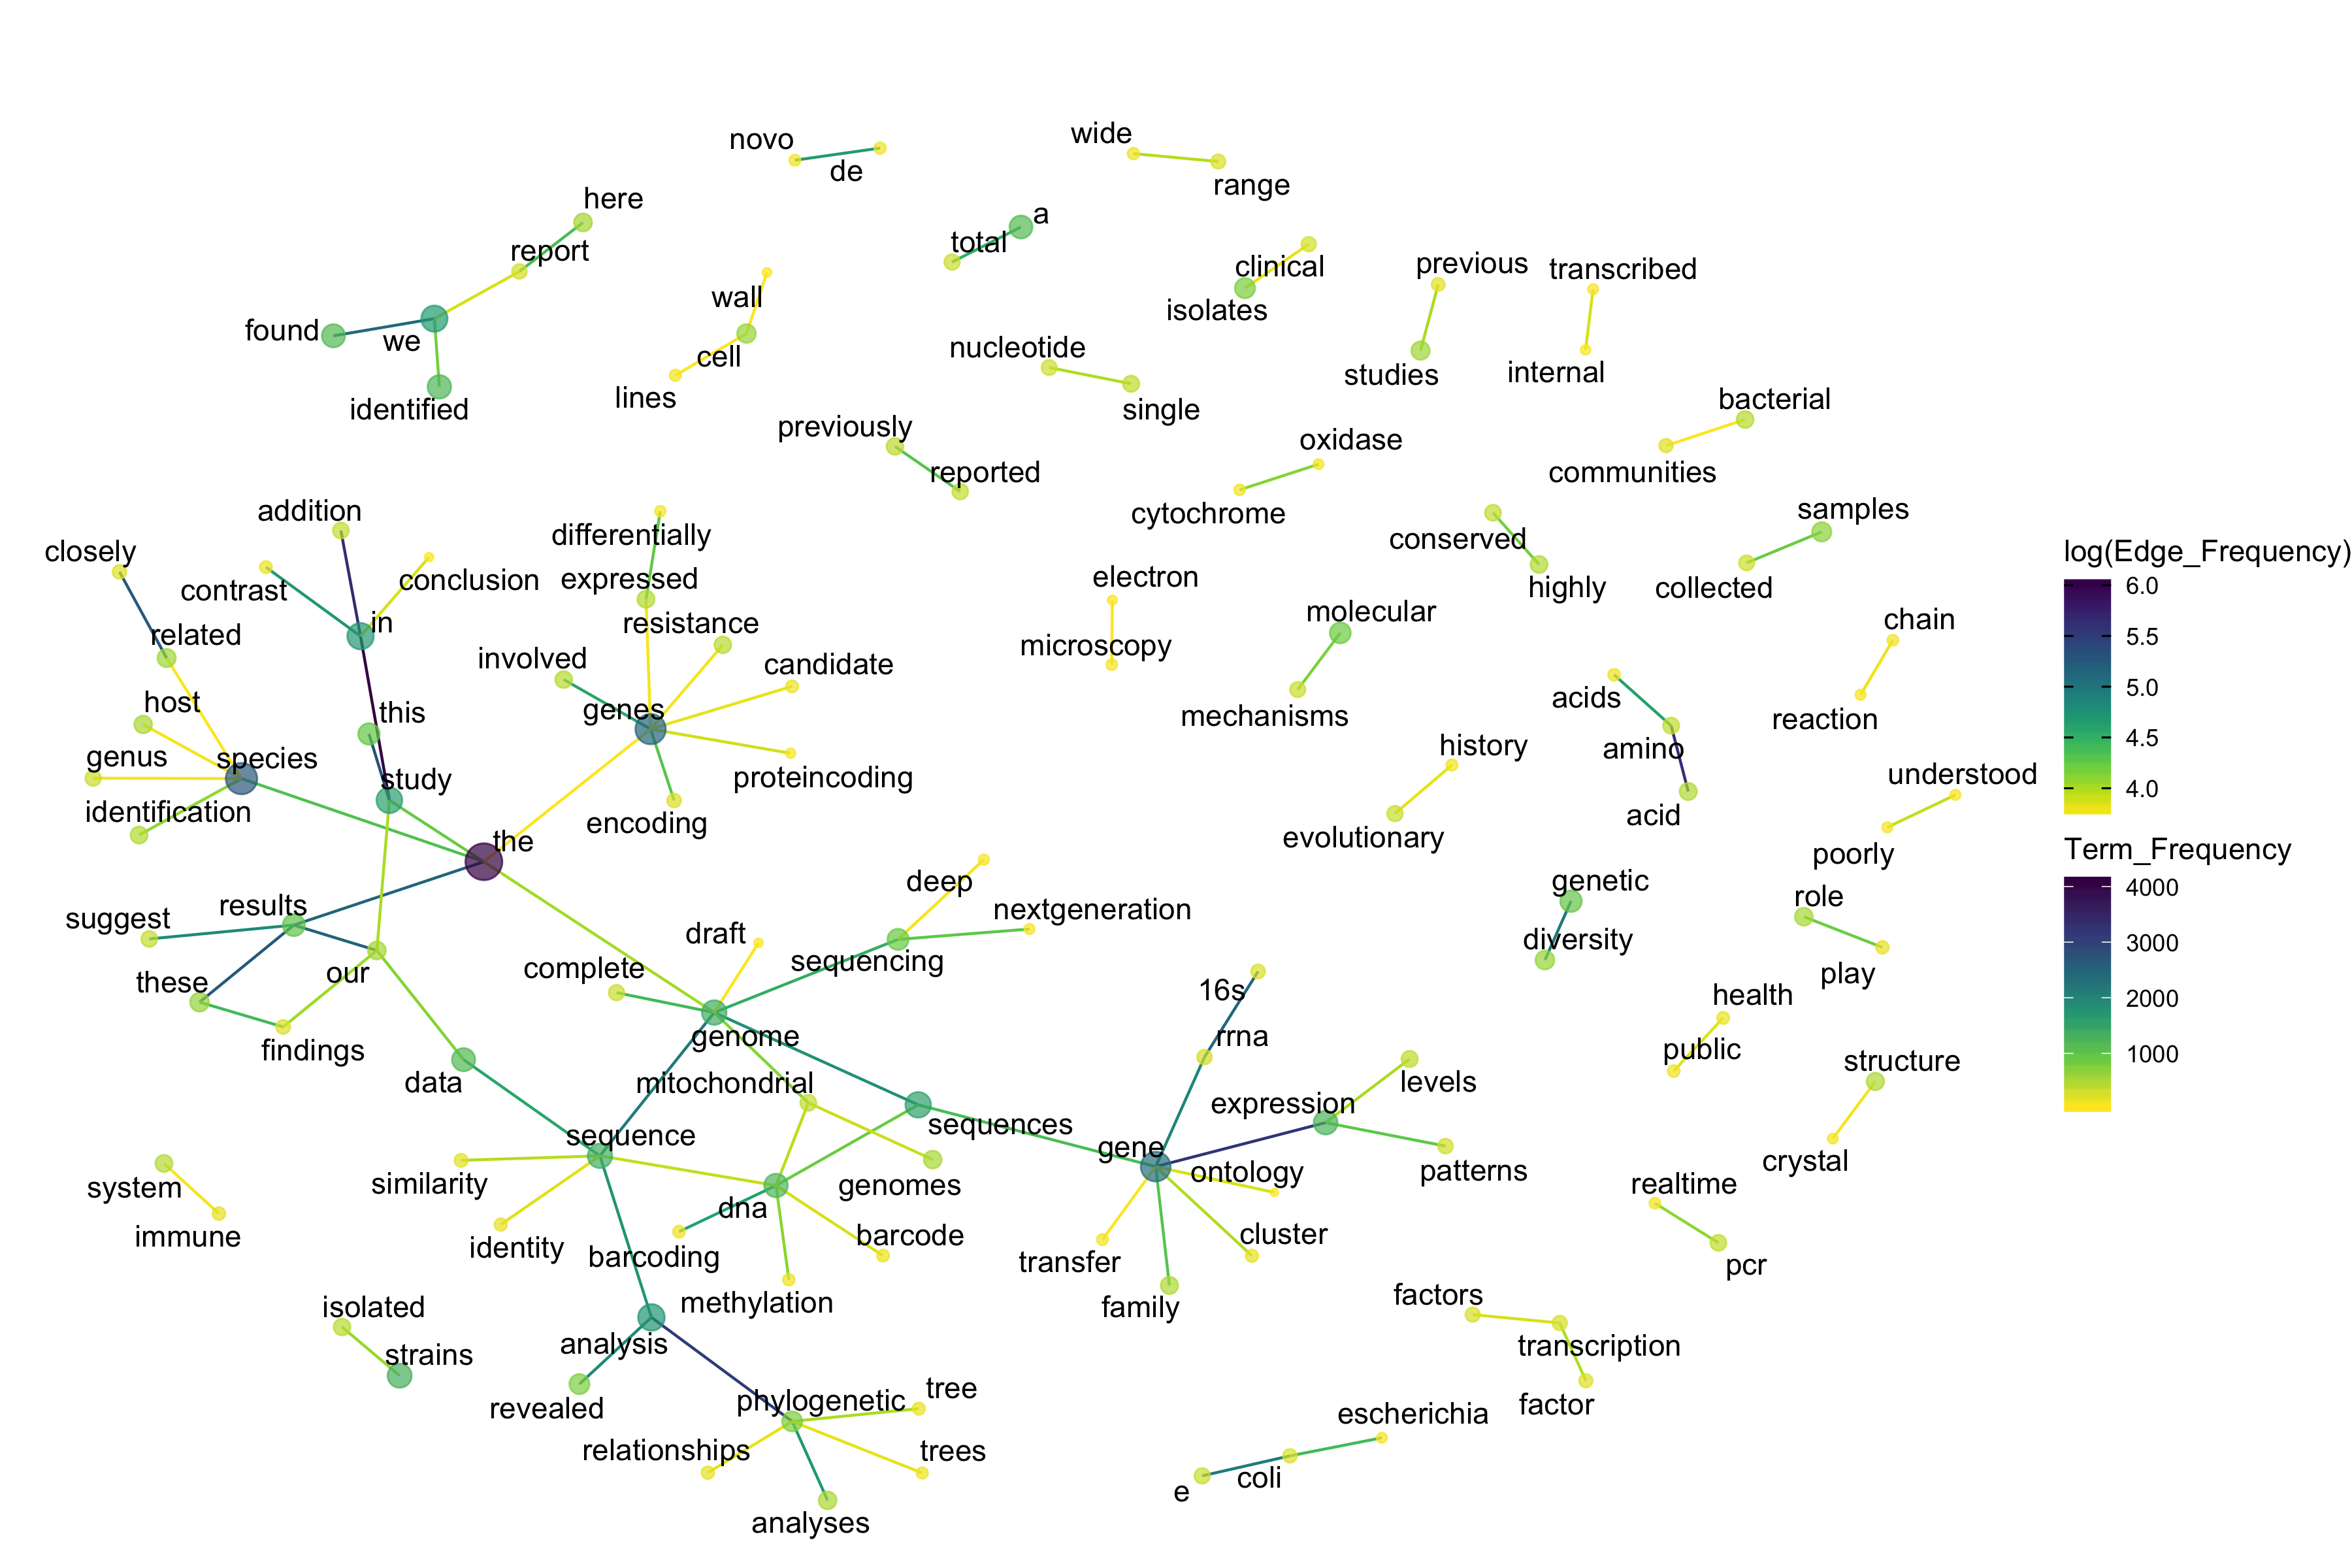 novo
de
wide
range
here
report
total
a
found
we
identified
wall
cell
lines
clinical
isolates
previous
studies
transcribed
internal
nucleotide
single
bacterial
communities
previously
reported
oxidase
cytochrome
addition
closely
contrast
conclusion
in
related
differentially
expressed
resistance
involved
candidate
genes
proteincoding
encoding
electron
microscopy
conserved
highly
samples
collected
molecular
mechanisms
chain
reaction
acids
amino
acid
host
this
genus
species
study
identification
the
history
evolutionary
understood
poorly
log(Edge_Frequency)
6.0
5.5
5.0
4.5
4.0
Term_Frequency
4000
3000
2000
1000
suggest
results
these
our
findings
data
deep
nextgeneration
sequencing
draft
complete
genome
genetic
diversity
role
play
16s
rrna
health
public
structure
crystal
mitochondrial
sequences
sequence
similarity
identity
genomes
dna
barcoding
barcode
methylation
levels
expression
gene
ontology
patterns
cluster
transfer
family
realtime
pcr
system
immune
isolated
strains
analysis
revealed
phylogenetic
tree
relationships
trees
analyses
factors
transcription
factor
escherichia
coli
e